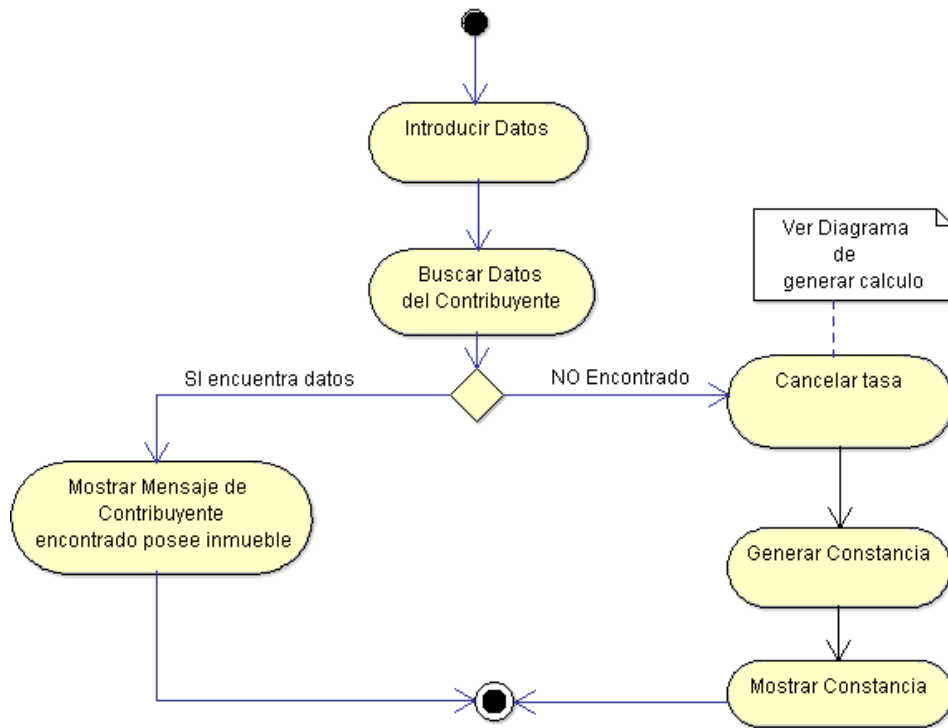 Introducir Datos
Buscar Datos
del Contribuyente
Ver Diagrama
de
generar calculo
SI encuentra datos
NO Encontrado
Cancelar tasa
Mostrar Mensaje de
Contribuyente
encontrado posee inmueble
Generar Constancia
Mostrar Constancia